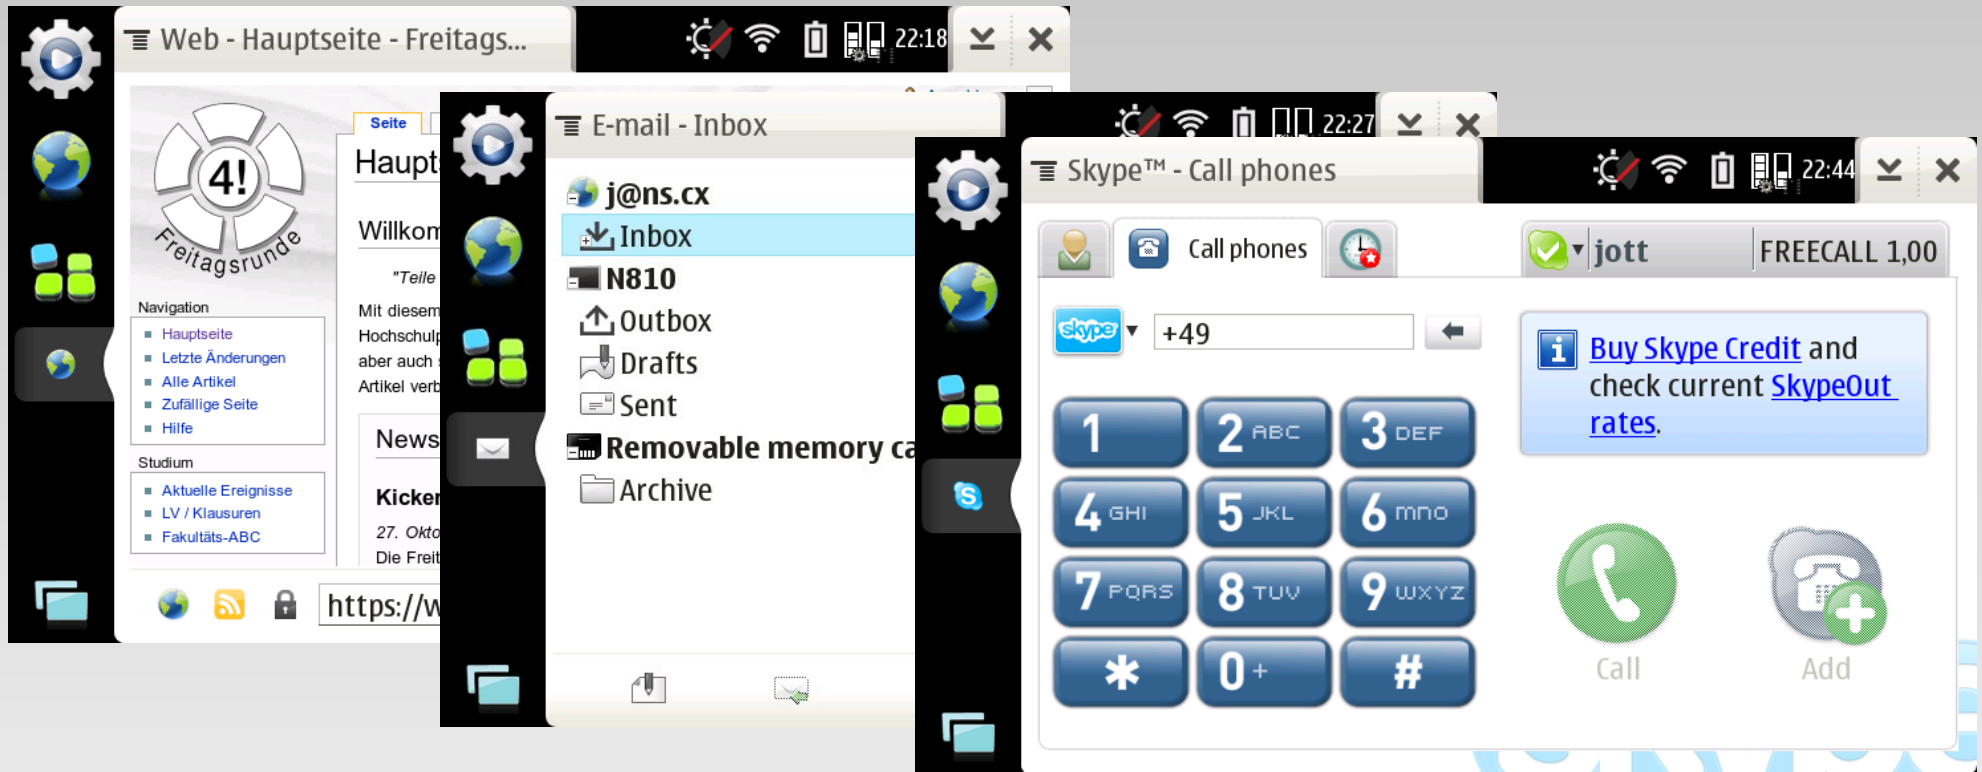 Web - Hauptseite - Freitags...
22:18
4!
Freitagsrunde
Seite
Haupt
Willkom
"Teile
Mit diesem
Hochschulp
aber auch
Artikel verb
Navigation
Hauptseite
Letzte Änderungen
Alle Artikel
Zufällige Seite
Hilfe
Studium
Aktuelle Ereignisse
LV / Klausuren
Fakultäts-ABC
News
Kicker
27. Okto
Die Freit
https://w
E-mail - Inbox
22:27
j@ns.cx
Inbox
N810
Outbox
Drafts
Sent
Removable memory ca
Archive
Skype™ - Call phones
22:44
Call phones
jott
FREECALL 1,00
skype
+49
Buy Skype Credit and
check current SkypeOut
rates.
1
2 ABC
3 DEF
4 GHI
5 JKL
6 MNO
7 PQRS
8 TUV
9 WXYZ
*
0 +
#
Call
Add